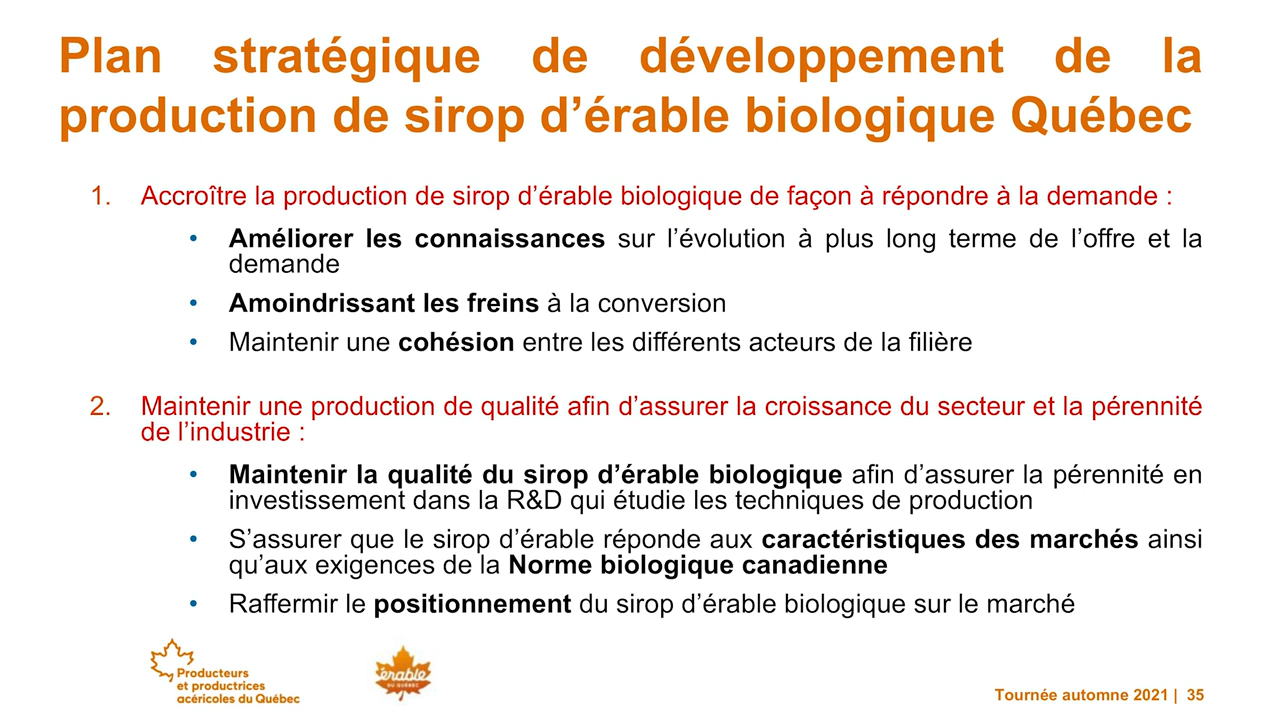 Plan stratégique de développement de la
production de sirop d’érable biologique Québec
1. Accroître la production de sirop d’érable biologique de façon à répondre à la demande :
• Améliorer les connaissances sur l’évolution à plus long terme de l’offre et la
demande
• Amoindrissant les freins à la conversion
• Maintenir une cohésion entre les différents acteurs de la filière
2. Maintenir une production de qualité afin d’assurer la croissance du secteur et la pérennité
de l’industrie :
• Maintenir la qualité du sirop d’érable biologique afin d’assurer la pérennité en
investissement dans la R&D qui étudie les techniques de production
• S’assurer que le sirop d’érable réponde aux caractéristiques des marchés ainsi
qu’aux exigences de la Norme biologique canadienne
• Raffermir le positionnement du sirop d’érable biologique sur le marché
Producteurs
et productrices
acéricoles du Québec
érable
DU QUÉBEC
Tournée automne 2021 | 35